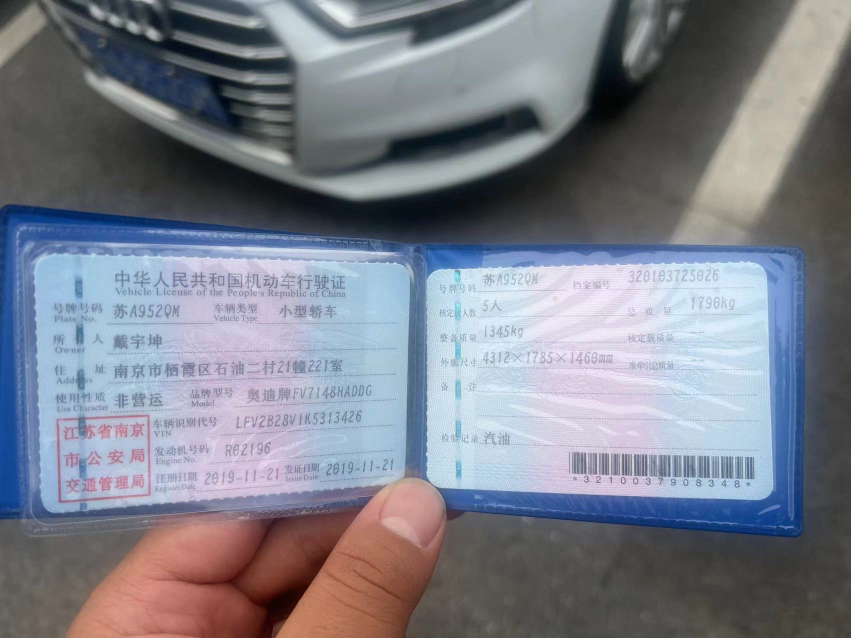 中华人民共和国机动车行驶证
Vehicle License of the People's Republic of China
号牌号码 苏A952QM 车辆类型 小型轿车
Plate No. Vehicle Type
所有人 戴宇坤
Owner
住址 南京市栖霞区石油二村21幢221室
Address
使用性质 非营运 品牌型号 奥迪牌FV7148HADDG
Use Character Model
江苏省南京
市公安局
交通管理局
车辆识别代号 LFV2B28V1K5313426
VIN
发动机号码 R02196
Engine No.
注册日期 2019-11-21 发证日期 2019-11-21
Register Date Issue Date
号牌号码 苏A952QM 档案编号 320103725026
核定载人数 5人 总质量 1790kg
整备质量 1345kg 核定载质量
外廓尺寸 4312×1785×1460mm 准牵引总质量
备注
检验记录 汽油
*3210037908348*